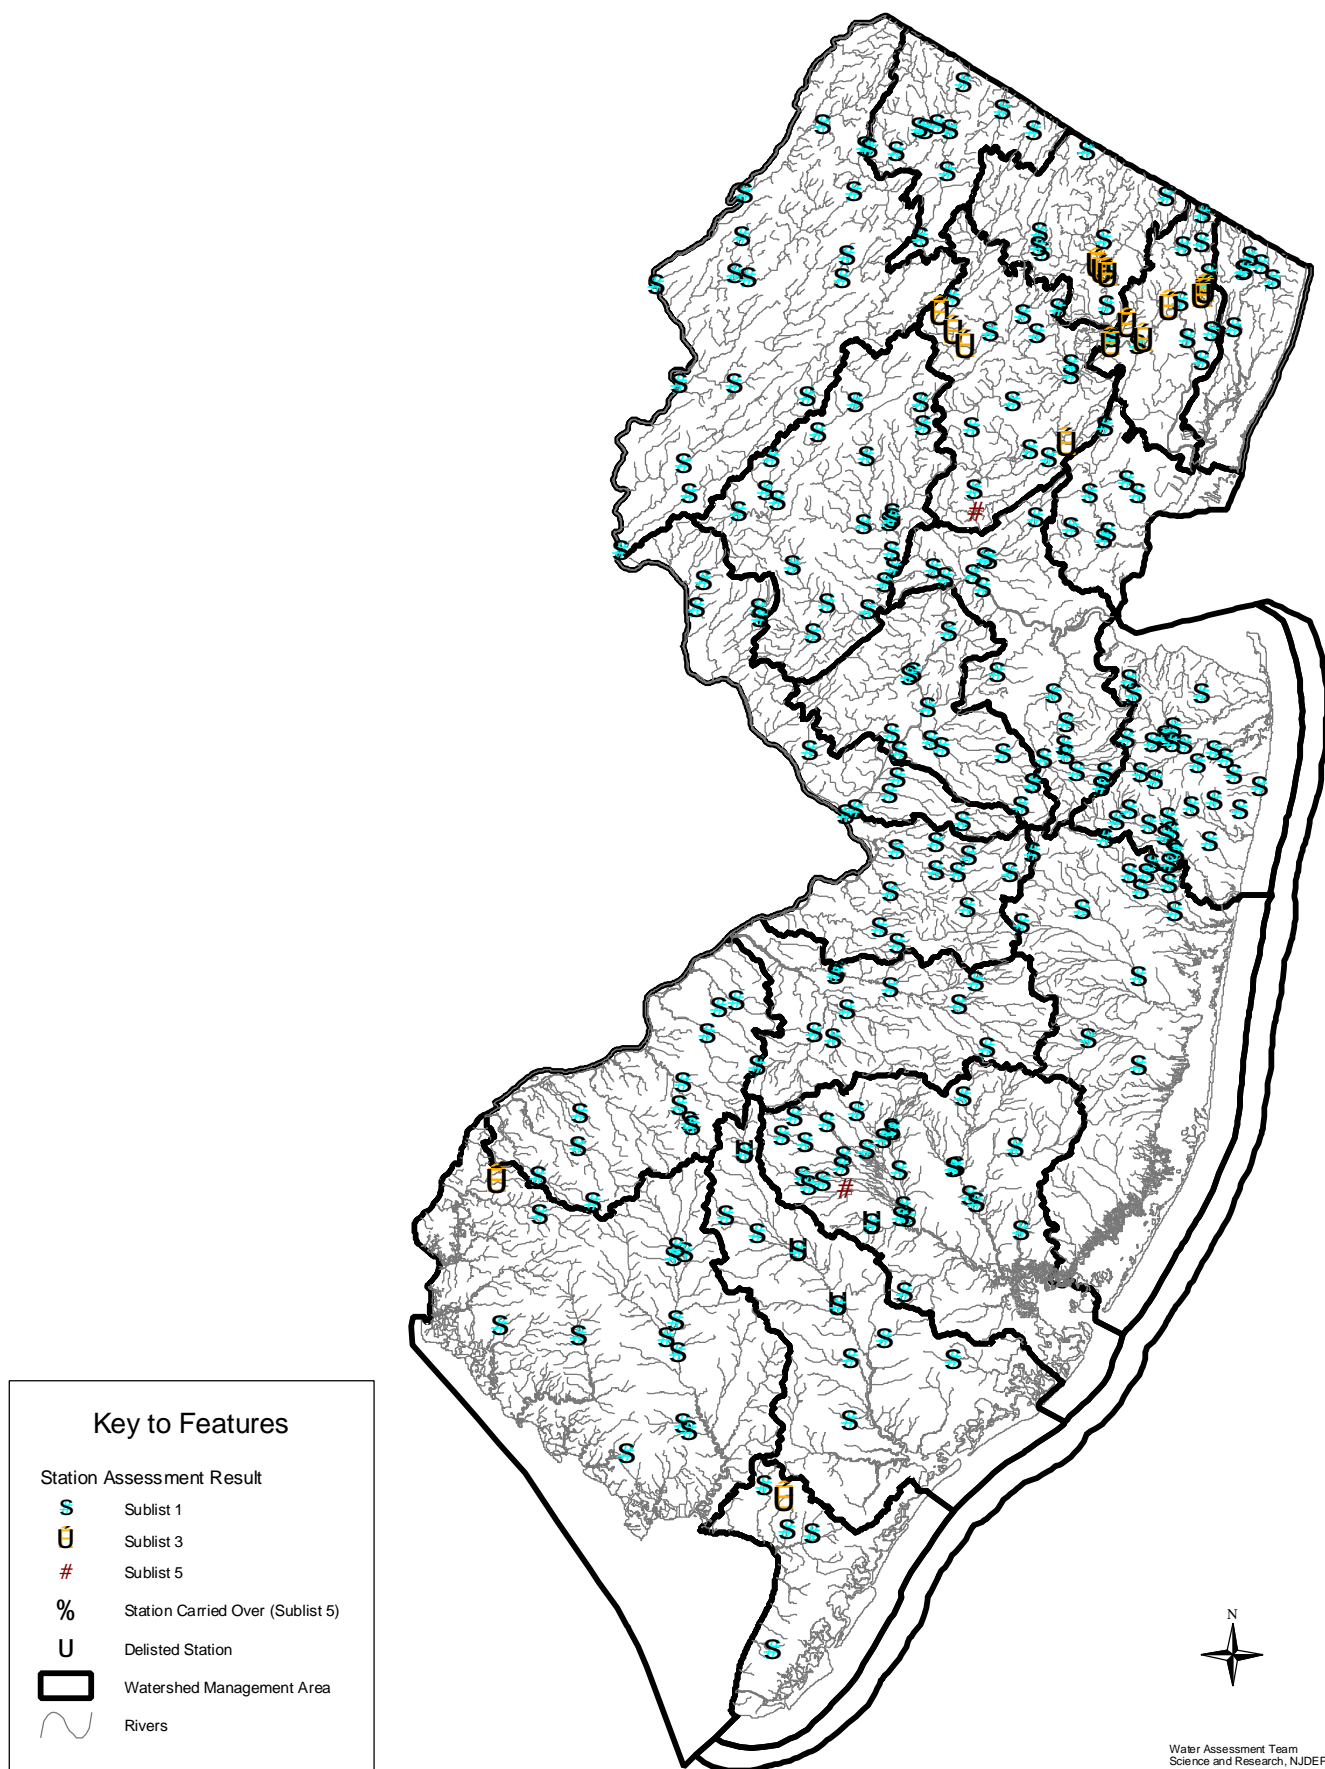 Key to Features
Station Assessment Result
S Sublist 1
Ú Sublist 3
# Sublist 5
% Station Carried Over (Sublist 5)
U Delisted Station
Watershed Management Area
Rivers
N
Water Assessment Team
Science and Research, NJDEP